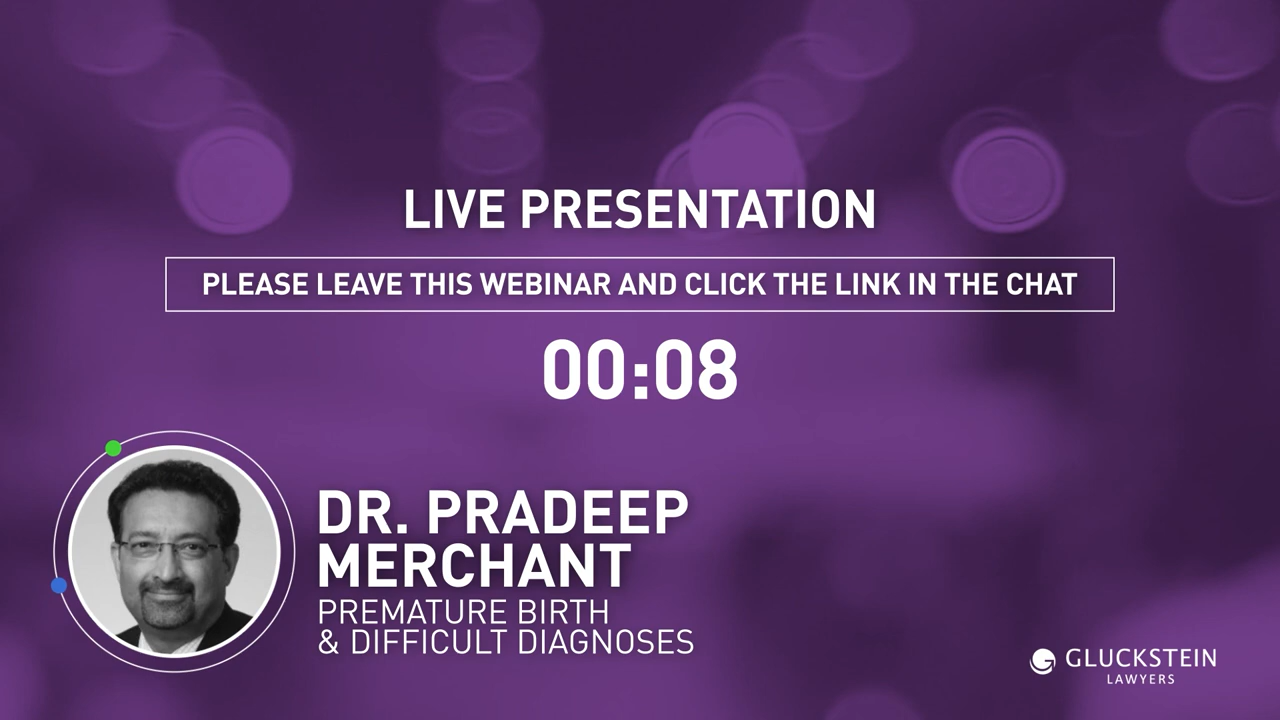 LIVE PRESENTATION
PLEASE LEAVE THIS WEBINAR AND CLICK THE LINK IN THE CHAT
00:08
DR. PRADEEP
MERCHANT
PREMATURE BIRTH
& DIFFICULT DIAGNOSES
GLUCKSTEIN
LAWYERS